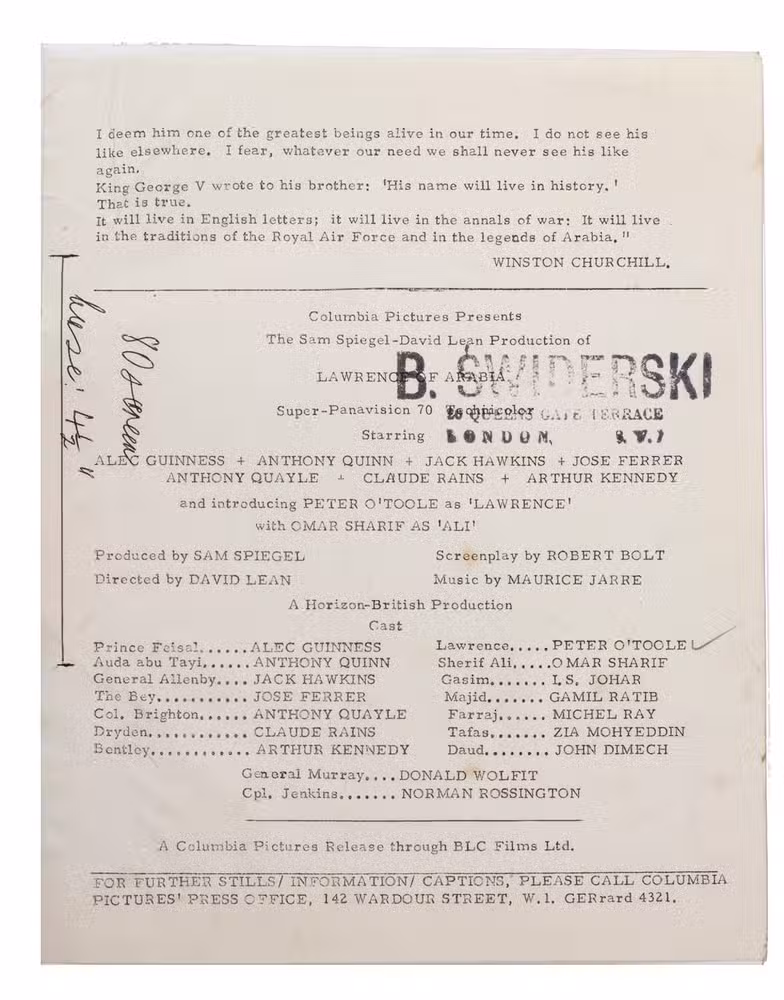 I deem him one of the greatest beings alive in our time. I do not see his
like elsewhere. I fear, whatever our need we shall never see his like
again.
King George V wrote to his brother: 'His name will live in history.'
That is true.
It will live in English letters; it will live in the annals of war: It will live
in the traditions of the Royal Air Force and in the legends of Arabia."
WINSTON CHURCHILL.
Columbia Pictures Presents
The Sam Spiegel-David Lean Production of
LAWRENCE OF ARABIA
B. SWIDERSKI
Super-Panavision 70 Technicolor
QUEENS GATE TERRACE
Starring
LONDON, S.W.7
80 screen
4½"
ALEC GUINNESS + ANTHONY QUINN + JACK HAWKINS + JOSE FERRER
ANTHONY QUAYLE + CLAUDE RAINS + ARTHUR KENNEDY
and introducing PETER O'TOOLE as 'LAWRENCE'
with OMAR SHARIF AS 'ALI'
Produced by SAM SPIEGEL Screenplay by ROBERT BOLT
Directed by DAVID LEAN Music by MAURICE JARRE
A Horizon-British Production
Cast
Prince Feisal......ALEC GUINNESS Lawrence.....PETER O'TOOLE
Auda abu Tayi......ANTHONY QUINN Sherif Ali.....OMAR SHARIF
General Allenby.... JACK HAWKINS Gasim....... I.S. JOHAR
The Bey........... JOSE FERRER Majid....... GAMIL RATIB
Col. Brighton...... ANTHONY QUAYLE Farraj...... MICHEL RAY
Dryden............ CLAUDE RAINS Tafas....... ZIA MOHYEDDIN
Bentley............ ARTHUR KENNEDY Daud........ JOHN DIMECH
General Murray.... DONALD WOLFIT
Cpl. Jenkins....... NORMAN ROSSINGTON
A Columbia Pictures Release through BLC Films Ltd.
FOR FURTHER STILLS/ INFORMATION/ CAPTIONS, PLEASE CALL COLUMBIA
PICTURES' PRESS OFFICE, 142 WARDOUR STREET, W.1. GERrard 4321.